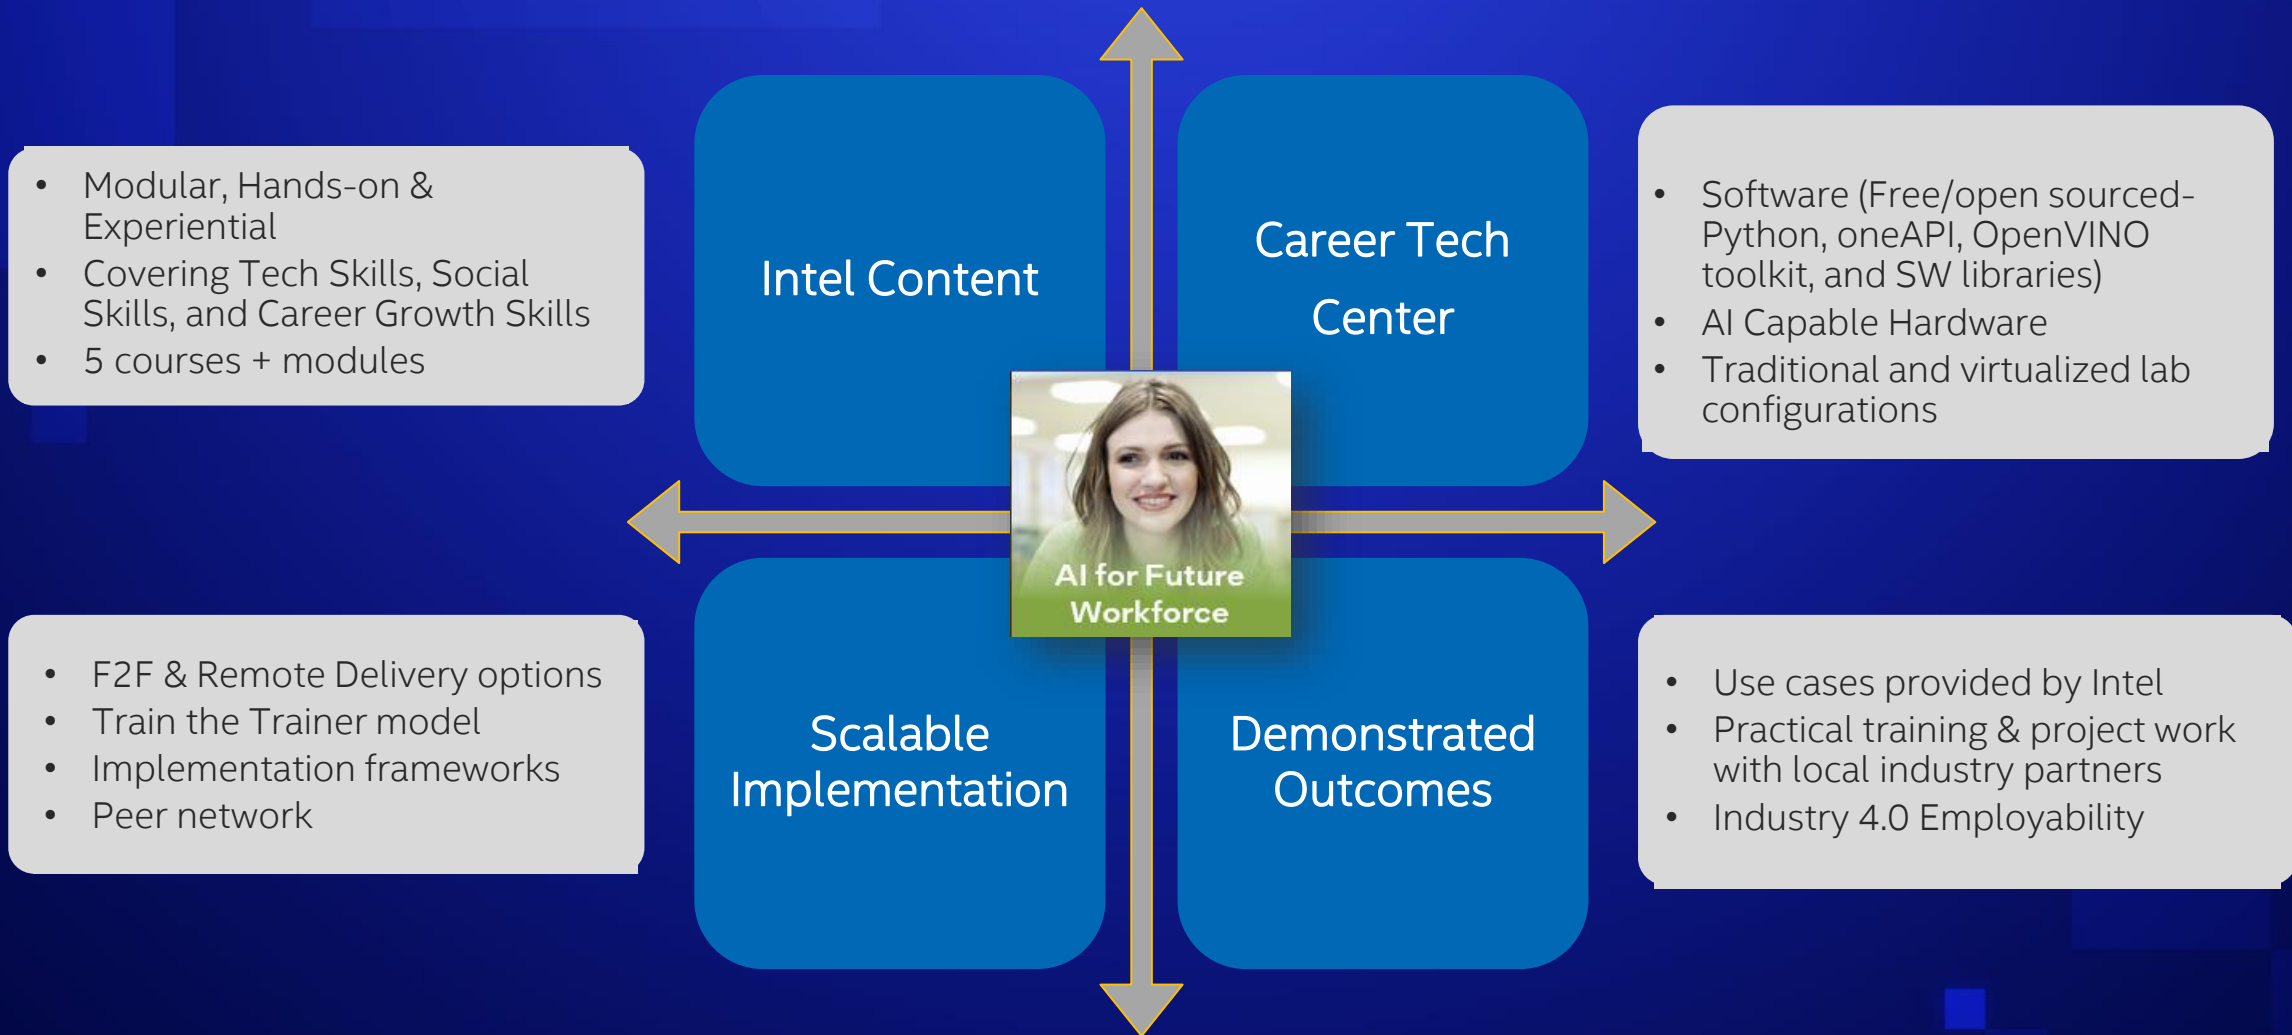 • Modular, Hands-on &
Experiential
• Covering Tech Skills, Social
Skills, and Career Growth Skills
• 5 courses + modules
Intel Content
Career Tech
Center
• Software (Free/open sourced-
Python, oneAPI, OpenVINO
toolkit, and SW libraries)
• AI Capable Hardware
• Traditional and virtualized lab
configurations
AI for Future
Workforce
• F2F & Remote Delivery options
• Train the Trainer model
• Implementation frameworks
• Peer network
Scalable
Implementation
Demonstrated
Outcomes
• Use cases provided by Intel
• Practical training & project work
with local industry partners
• Industry 4.0 Employability